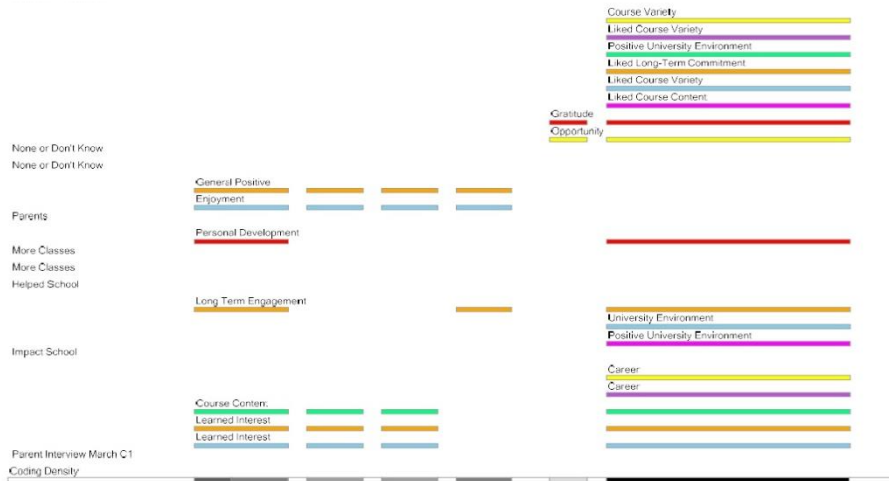 Course Variety
Liked Course Variety
Positive University Environment
Liked Long-Term Commitment
Liked Course Variety
Liked Course Content
Gratitude
Opportunity
None or Don't Know
None or Don't Know
General Positive
Enjoyment
Parents
Personal Development
More Classes
More Classes
Helped School
Long Term Engagement
University Environment
Positive University Environment
Impact School
Career
Career
Course Content
Learned Interest
Learned Interest
Parent Interview March C1
Coding Density